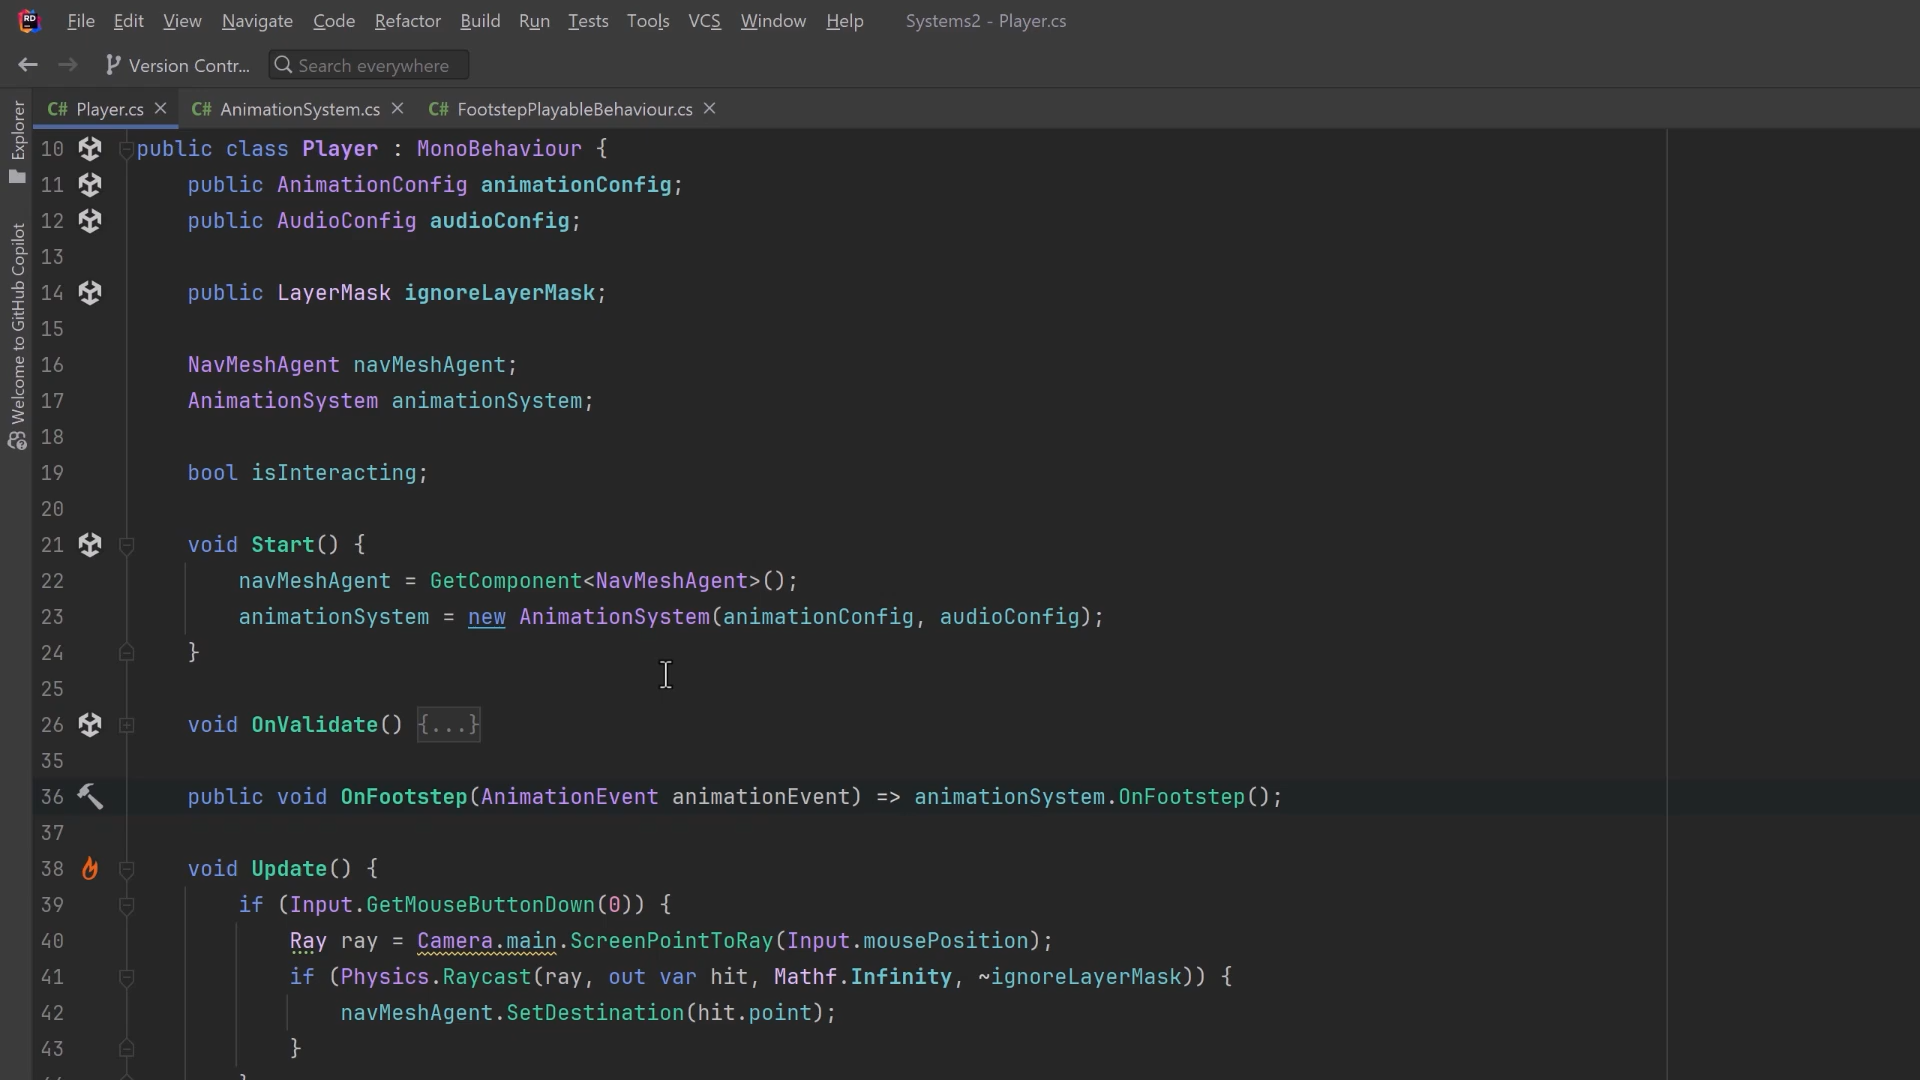 RD File Edit View Navigate Code Refactor Build Run Tests Tools VCS Window Help Systems2 - Player.cs
Version Contr... Search everywhere
Explorer
Welcome to GitHub Copilot
C# Player.cs C# AnimationSystem.cs C# FootstepPlayableBehaviour.cs
10 public class Player : MonoBehaviour {
11 public AnimationConfig animationConfig;
12 public AudioConfig audioConfig;
13
14 public LayerMask ignoreLayerMask;
15
16 NavMeshAgent navMeshAgent;
17 AnimationSystem animationSystem;
18
19 bool isInteracting;
20
21 void Start() {
22 navMeshAgent = GetComponent<NavMeshAgent>();
23 animationSystem = new AnimationSystem(animationConfig, audioConfig);
24 }
25
26 void OnValidate() {...}
35
36 public void OnFootstep(AnimationEvent animationEvent) => animationSystem.OnFootstep();
37
38 void Update() {
39 if (Input.GetMouseButtonDown(0)) {
40 Ray ray = Camera.main.ScreenPointToRay(Input.mousePosition);
41 if (Physics.Raycast(ray, out var hit, Mathf.Infinity, ~ignoreLayerMask)) {
42 navMeshAgent.SetDestination(hit.point);
43 }